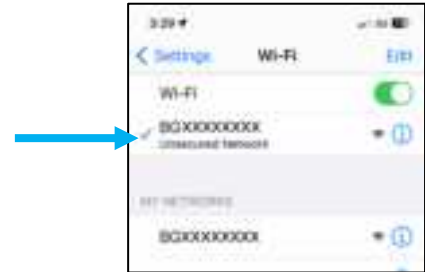 3:29
Settings Wi-Fi Edit
Wi-Fi
BGXXXXXXXX
Unsecured Network
MY NETWORKS
BGXXXXXXXX